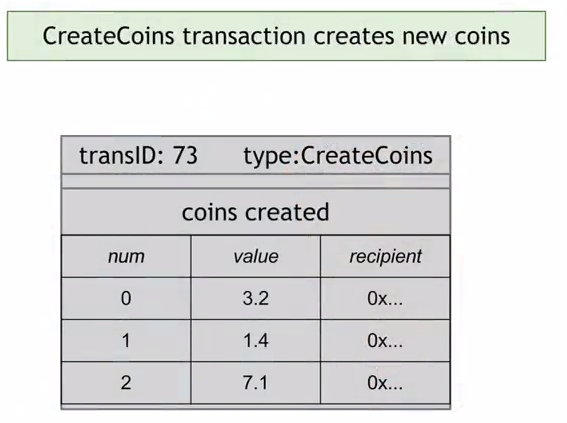 CreateCoins transaction creates new coins
transID: 73 type:CreateCoins
coins created
num value recipient
0 3.2 0x...
1 1.4 0x...
2 7.1 0x...